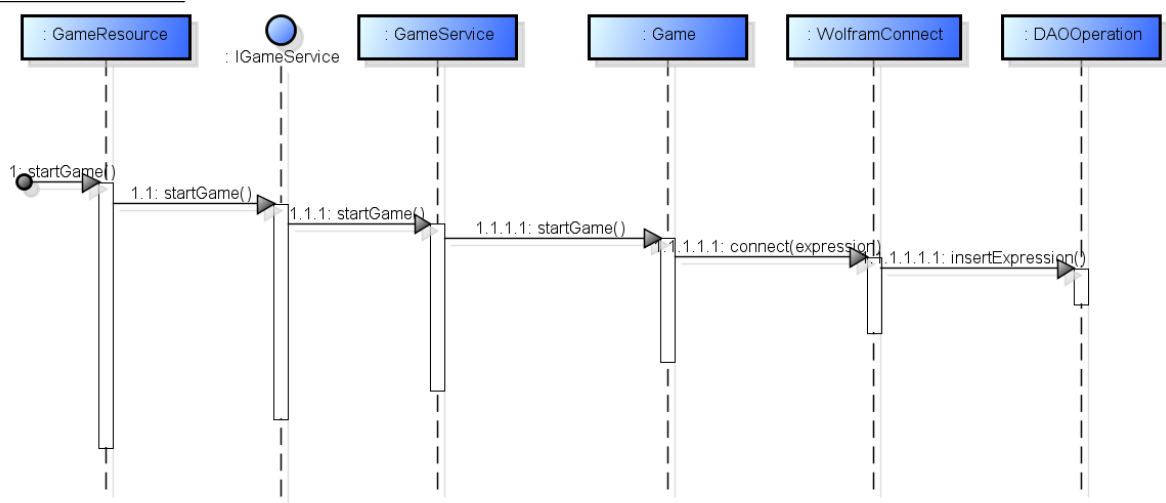 : GameResource
: IGameService
: GameService
: Game
: WolframConnect
: DAOOperation
1: startGame()
1.1: startGame()
1.1.1: startGame()
1.1.1.1: startGame()
1.1.1.1.1: connect(expression)
1.1.1.1.1.1: insertExpression()